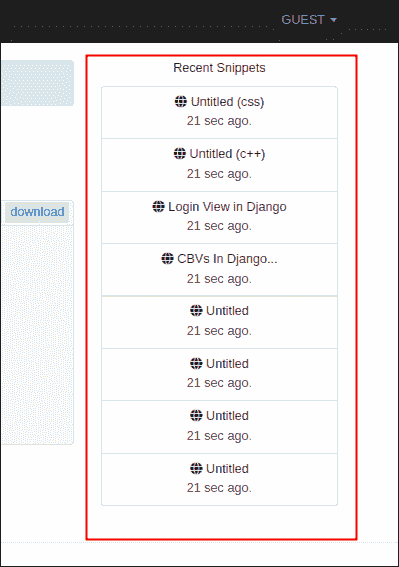 GUEST
Recent Snippets
Untitled (css)
21 sec ago.
Untitled (c++)
21 sec ago.
download
Login View in Django
21 sec ago.
CBVs In Django...
21 sec ago.
Untitled
21 sec ago.
Untitled
21 sec ago.
Untitled
21 sec ago.
Untitled
21 sec ago.